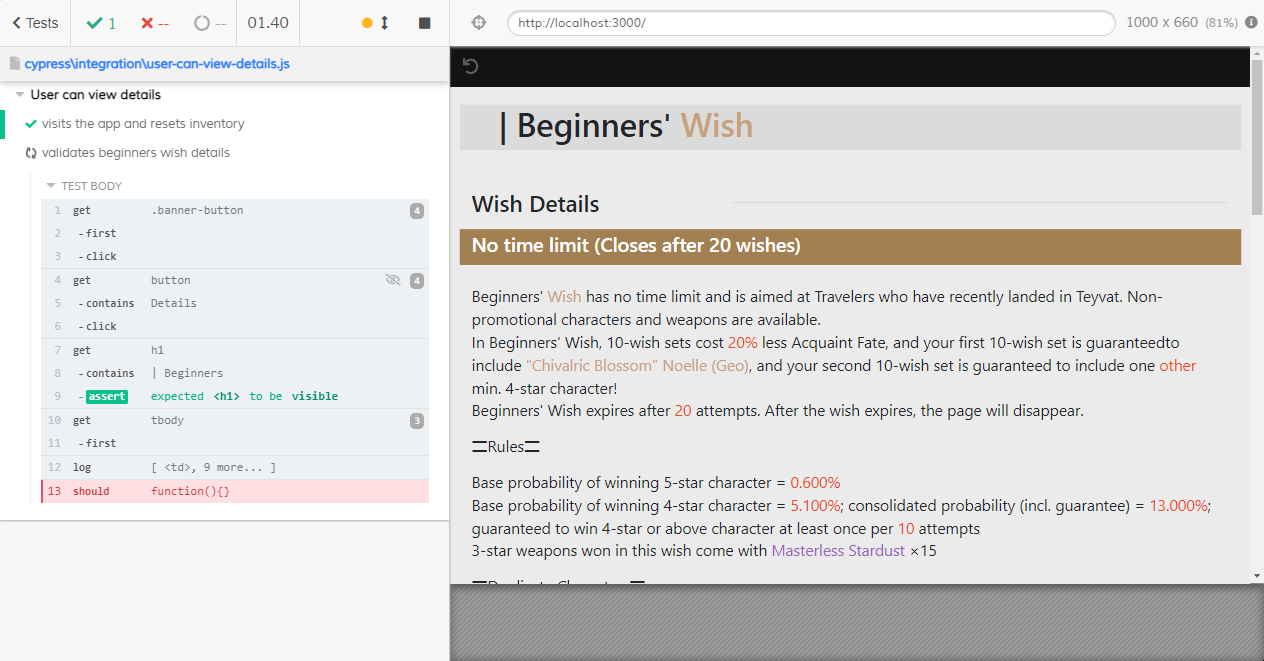 Tests
1
--
--
01.40
http://localhost:3000/
1000 x 660 (81%)
cypress\integration\user-can-view-details.js
User can view details
visits the app and resets inventory
validates beginners wish details
TEST BODY
1 get .banner-button 4
2 -first
3 -click
4 get button 4
5 -contains Details
6 -click
7 get h1
8 -contains | Beginners
9 -assert expected <h1> to be visible
10 get tbody 3
11 -first
12 log [ <td>, 9 more... ]
13 should function(){}
| Beginners' Wish
Wish Details
No time limit (Closes after 20 wishes)
Beginners' Wish has no time limit and is aimed at Travelers who have recently landed in Teyvat. Non-
promotional characters and weapons are available.
In Beginners' Wish, 10-wish sets cost 20% less Acquaint Fate, and your first 10-wish set is guaranteedto
include "Chivalric Blossom" Noelle (Geo), and your second 10-wish set is guaranteed to include one other
min. 4-star character!
Beginners' Wish expires after 20 attempts. After the wish expires, the page will disappear.
〓Rules〓
Base probability of winning 5-star character = 0.600%
Base probability of winning 4-star character = 5.100%; consolidated probability (incl. guarantee) = 13.000%;
guaranteed to win 4-star or above character at least once per 10 attempts
3-star weapons won in this wish come with Masterless Stardust ×15